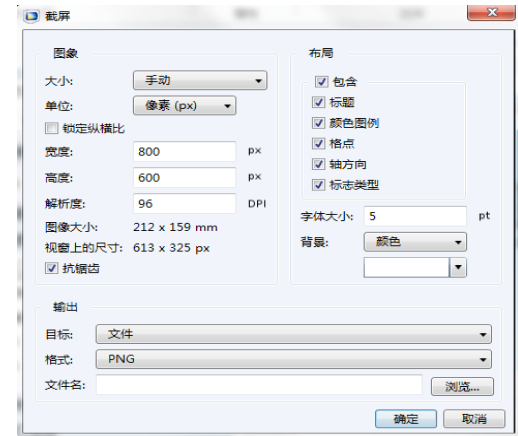 截屏
图象
大小: 手动
单位: 像素 (px)
锁定纵横比
宽度: 800 px
高度: 600 px
解析度: 96 DPI
图像大小: 212 x 159 mm
视窗上的尺寸: 613 x 325 px
抗锯齿
布局
包含
标题
颜色图例
格点
轴方向
标志类型
字体大小: 5 pt
背景: 颜色
输出
目标: 文件
格式: PNG
文件名: 浏览...
确定 取消